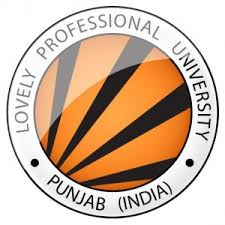 LOVELY PROFESSIONAL UNIVERSITY
• PUNJAB (INDIA) •